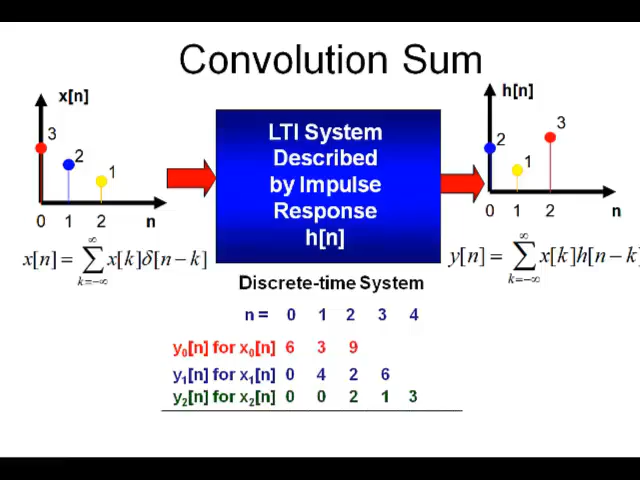 Convolution Sum
x[n]
3
2
1
0 1 2 n
LTI System
Described
by Impulse
Response
h[n]
h[n]
2
1
3
0 1 2 n
x[n] = ∞∑k=-∞ x[k]δ[n − k]
y[n] = ∞∑k=-∞ x[k]h[n − k]
Discrete-time System
n = 0 1 2 3 4
y0[n] for x0[n] 6 3 9
y1[n] for x1[n] 0 4 2 6
y2[n] for x2[n] 0 0 2 1 3